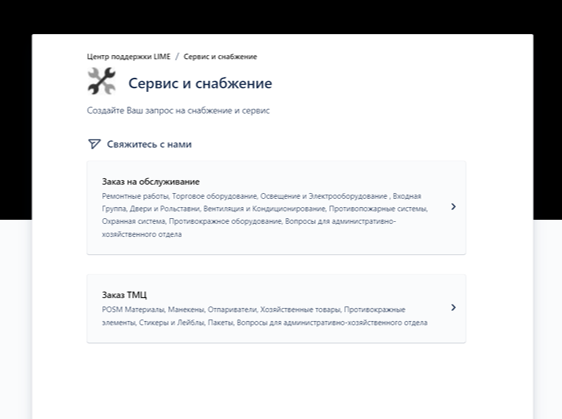 Центр поддержки LIME / Сервис и снабжение
Сервис и снабжение
Создайте Ваш запрос на снабжение и сервис
Свяжитесь с нами
Заказ на обслуживание
Ремонтные работы, Торговое оборудование, Освещение и Электрооборудование , Входная
Группа, Двери и Рольставни, Вентиляция и Кондиционирование, Противопожарные системы,
Охранная система, Противокражное оборудование, Вопросы для административно-
хозяйственного отдела
Заказ ТМЦ
POSM Материалы, Манекены, Отпариватели, Хозяйственные товары, Противокражные
элементы, Стикеры и Лейблы, Пакеты, Вопросы для административно-хозяйственного отдела